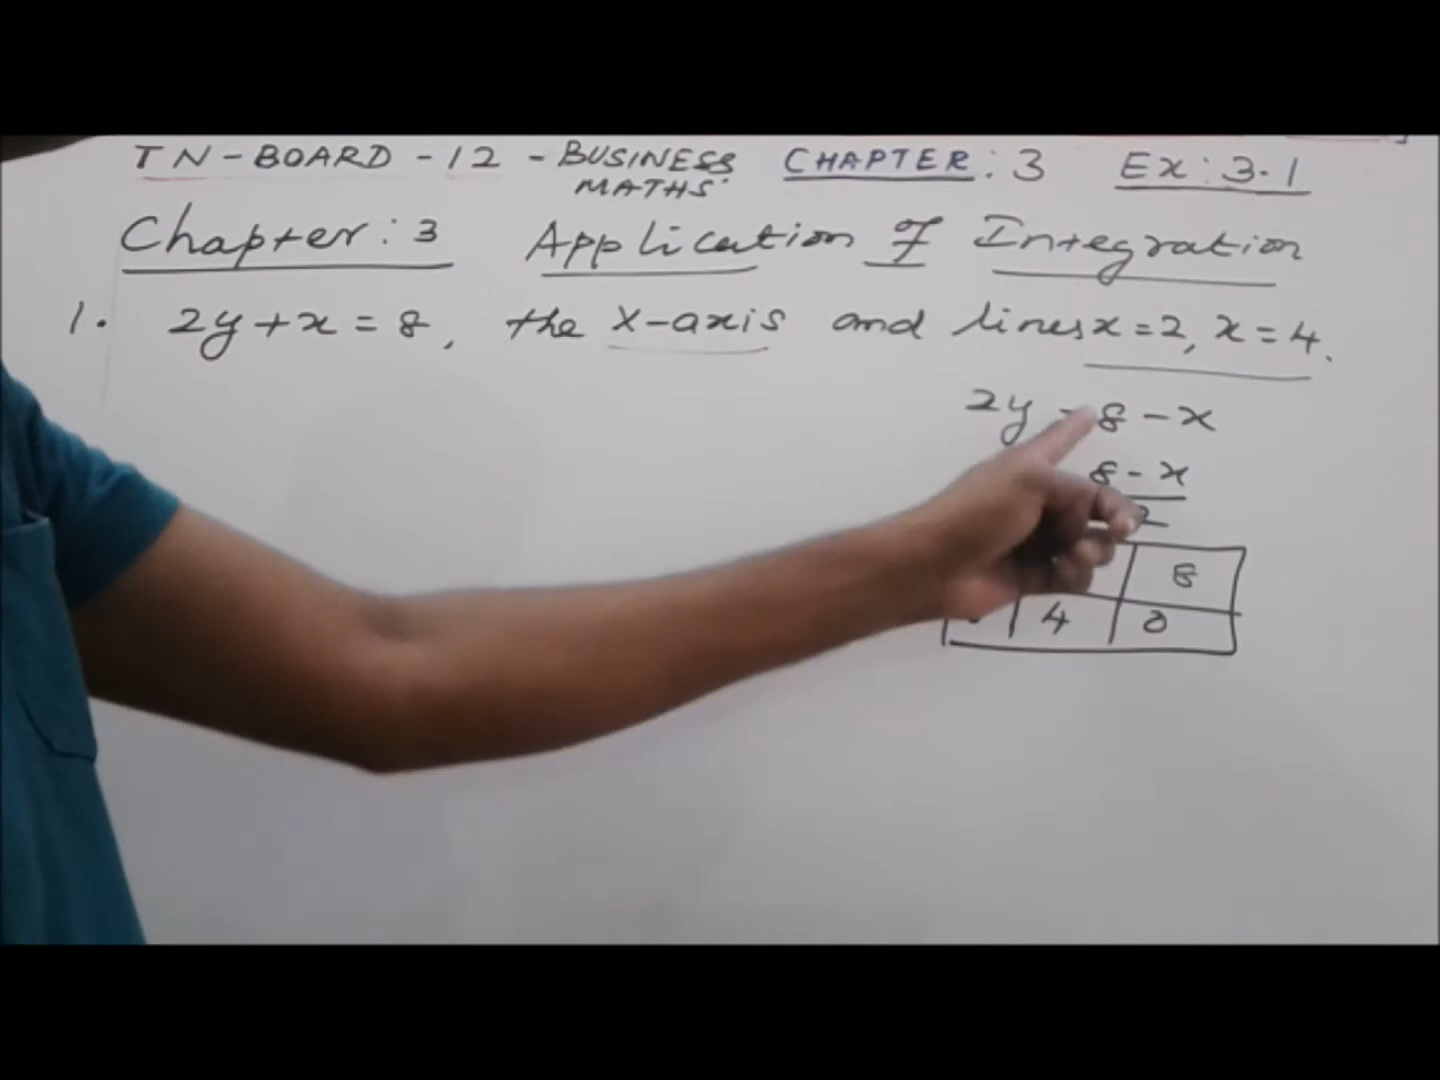 TN-BOARD-12-BUSINESS MATHS CHAPTER:3 Ex:3.1
Chapter:3 Application Of Integration
1. 2y+x=8, the X-axis and lines x=2, x=4.
2y = 8-x
8-x
2
8
4 0